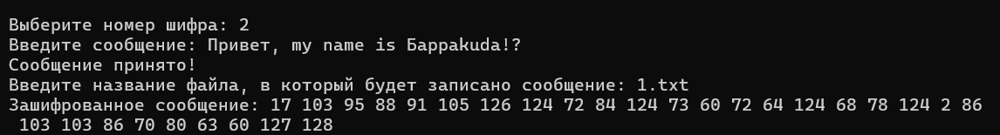 Выберите номер шифра: 2
Введите сообщение: Привет, my name is Барраkuda!?
Сообщение принято!
Введите название файла, в который будет записано сообщение: 1.txt
Зашифрованное сообщение: 17 103 95 88 91 105 126 124 72 84 124 73 60 72 64 124 68 78 124 2 86
103 103 86 70 80 63 60 127 128